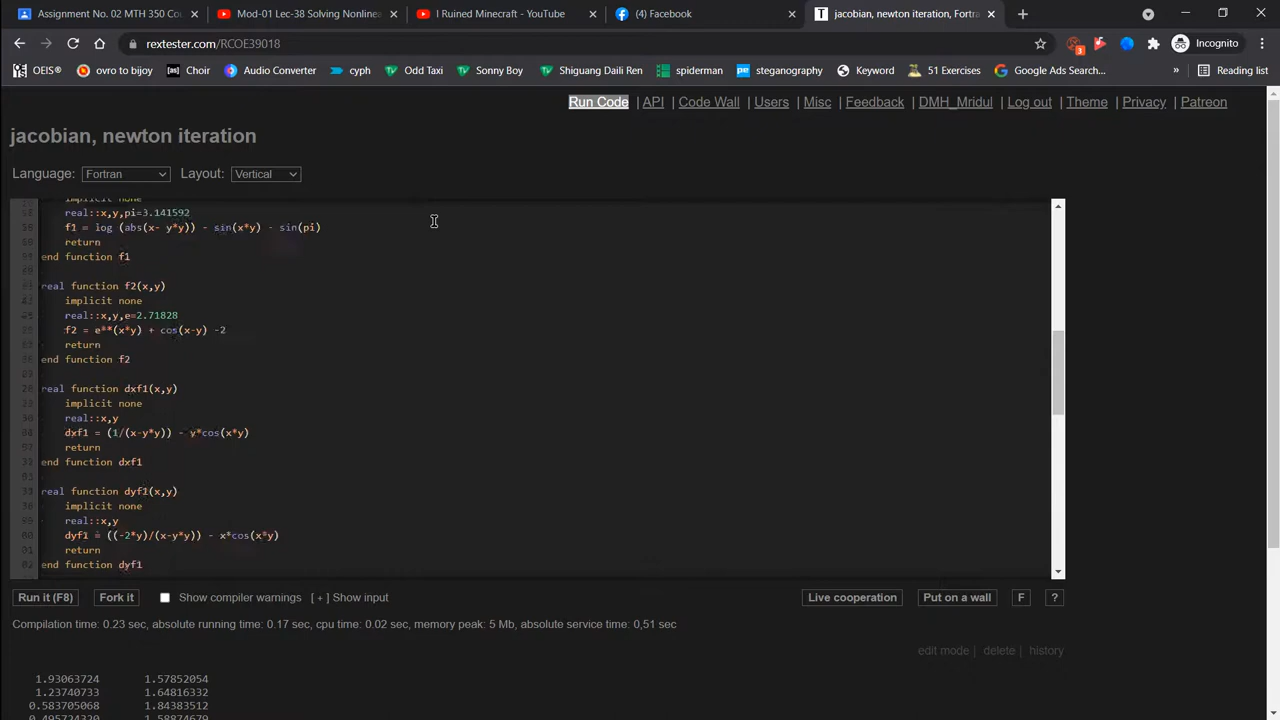 Assignment No. 02 MTH 350 Co
Mod-01 Lec-38 Solving Nonlinea
I Ruined Minecraft - YouTube
(4) Facebook
jacobian, newton iteration, Fortra
rextester.com/RCOE39018
3
Incognito
OEIS®
ovro to bijoy
Choir
Audio Converter
cyph
Odd Taxi
Sonny Boy
Shiguang Daili Ren
spiderman
steganography
Keyword
51 Exercises
Google Ads Search...
»
Reading list
Run Code | API | Code Wall | Users | Misc | Feedback | DMH_Mridul | Log out | Theme | Privacy | Patreon
jacobian, newton iteration
Language: Fortran Layout: Vertical
implicit none
real::x,y,pi=3.141592
f1 = log (abs(x- y*y)) - sin(x*y) - sin(pi)
return
end function f1
real function f2(x,y)
implicit none
real::x,y,e=2.71828
f2 = e**(x*y) + cos(x-y) -2
return
end function f2
real function dxf1(x,y)
implicit none
real::x,y
dxf1 = (1/(x-y*y)) - y*cos(x*y)
return
end function dxf1
real function dyf1(x,y)
implicit none
real::x,y
dyf1 = ((-2*y)/(x-y*y)) - x*cos(x*y)
return
end function dyf1
Run it (F8)
Fork it
Show compiler warnings
[ + ] Show input
Live cooperation
Put on a wall
F
?
Compilation time: 0.23 sec, absolute running time: 0.17 sec, cpu time: 0.02 sec, memory peak: 5 Mb, absolute service time: 0,51 sec
edit mode | delete | history
1.93063724 1.57852054
1.23740733 1.64816332
0.583705068 1.84383512
0.495724320 1.58874679